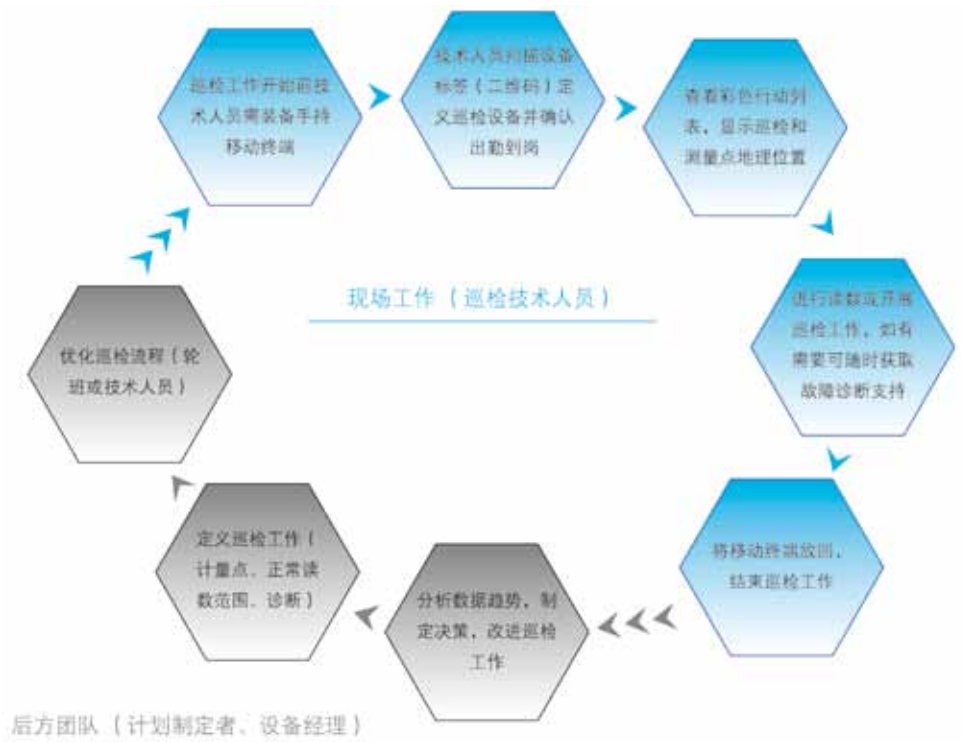 巡检工作开始前技
术人员需装备手持
移动终端
技术人员扫描设备
标签（二维码）定
义巡检设备并确认
出勤到岗
查看彩色行动列
表，显示巡检和
测量点地理位置
进行读数或开展
巡检工作，如有
需要可随时获取
故障诊断支持
将移动终端放回，
结束巡检工作
分析数据趋势，制
定决策，改进巡检
工作
定义巡检工作（
计量点、正常读
数范围、诊断）
优化巡检流程（轮
班或技术人员）
现场工作（巡检技术人员）
后方团队（计划制定者、设备经理）